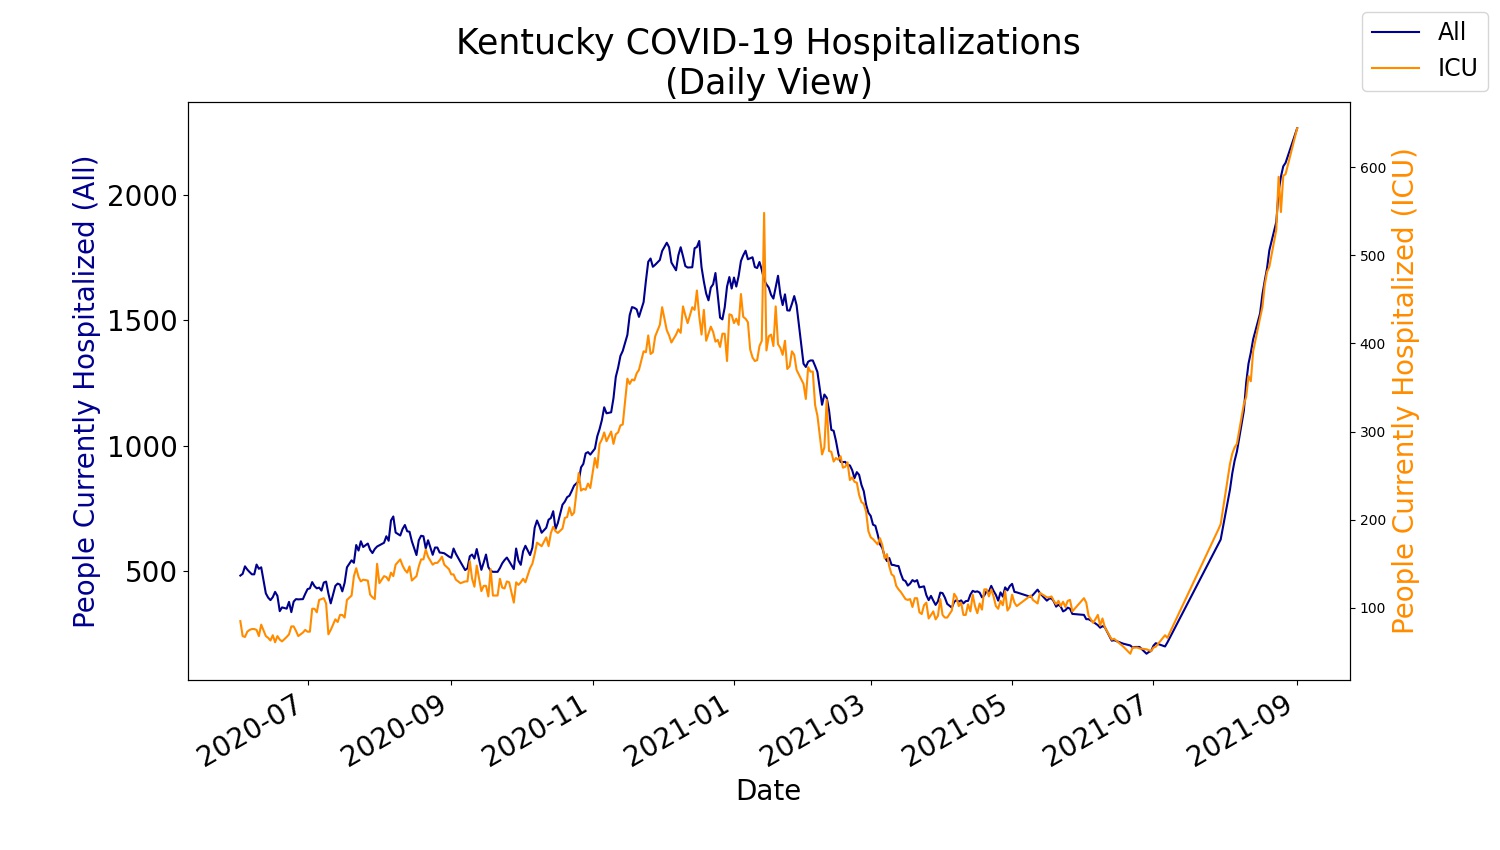 Kentucky COVID-19 Hospitalizations
(Daily View)
All
ICU
People Currently Hospitalized (All)
2000
1500
1000
500
600
500
400
300
200
100
People Currently Hospitalized (ICU)
2020-07
2020-09
2020-11
2021-01
2021-03
2021-05
2021-07
2021-09
Date